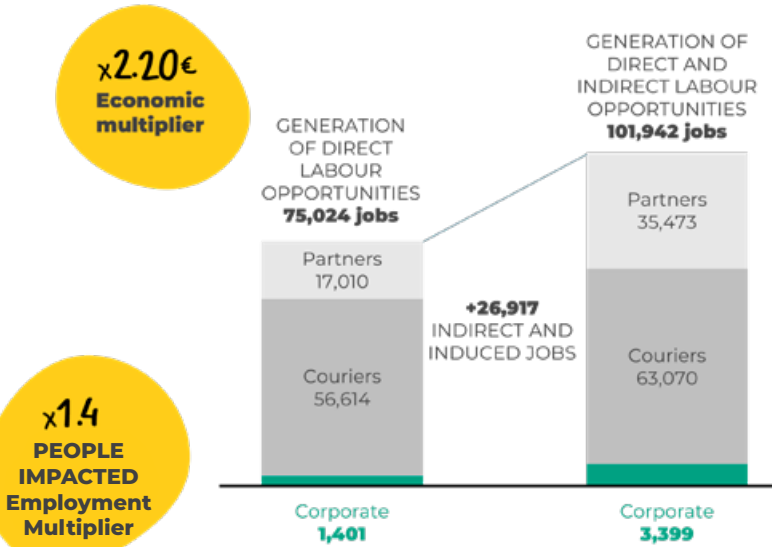 x2.20€
Economic
multiplier
GENERATION
OF DIRECT
LABOUR
OPPORTUNITIES
75,024 jobs
Partners
17,010
Couriers
56,614
Corporate
1,401
+26,917
INDIRECT AND
INDUCED JOBS
GENERATION OF
DIRECT AND
INDIRECT LABOUR
OPPORTUNITIES
101,942 jobs
Partners
35,473
Couriers
63,070
Corporate
3,399
x1.4
PEOPLE
IMPACTED
Employment
Multiplier